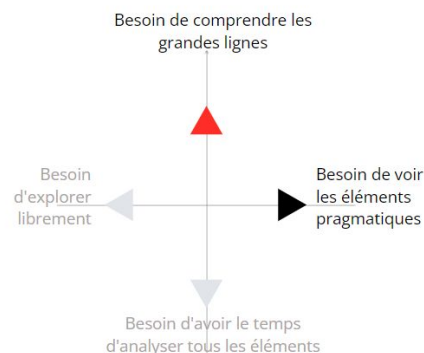 Besoin de comprendre les
grandes lignes
Besoin
d'explorer
librement
Besoin de voir
les éléments
pragmatiques
Besoin d'avoir le temps
d'analyser tous les éléments